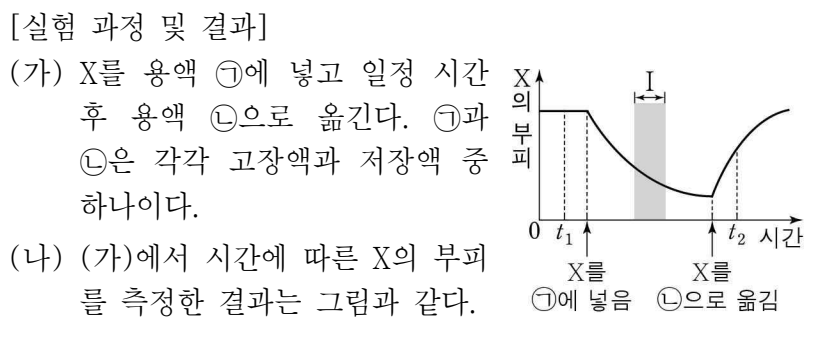 [실험 과정 및 결과]
(가) X를 용액 ㉠에 넣고 일정 시간
후 용액 ㉡으로 옮긴다. ㉠과
㉡은 각각 고장액과 저장액 중
하나이다.
(나) (가)에서 시간에 따른 X의 부피
를 측정한 결과는 그림과 같다.
X의 부피
I
0 t₁ t₂ 시간
X를 X를
㉠에 넣음 ㉡으로 옮김